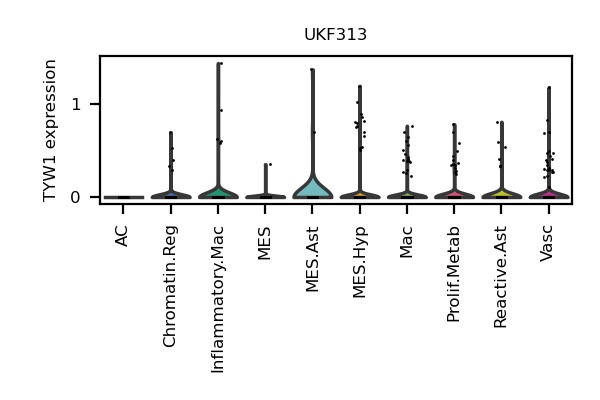 UKF313
TYW1 expression
1
0
AC
Chromatin.Reg
Inflammatory.Mac
MES
MES.Ast
MES.Hyp
Mac
Prolif.Metab
Reactive.Ast
Vasc